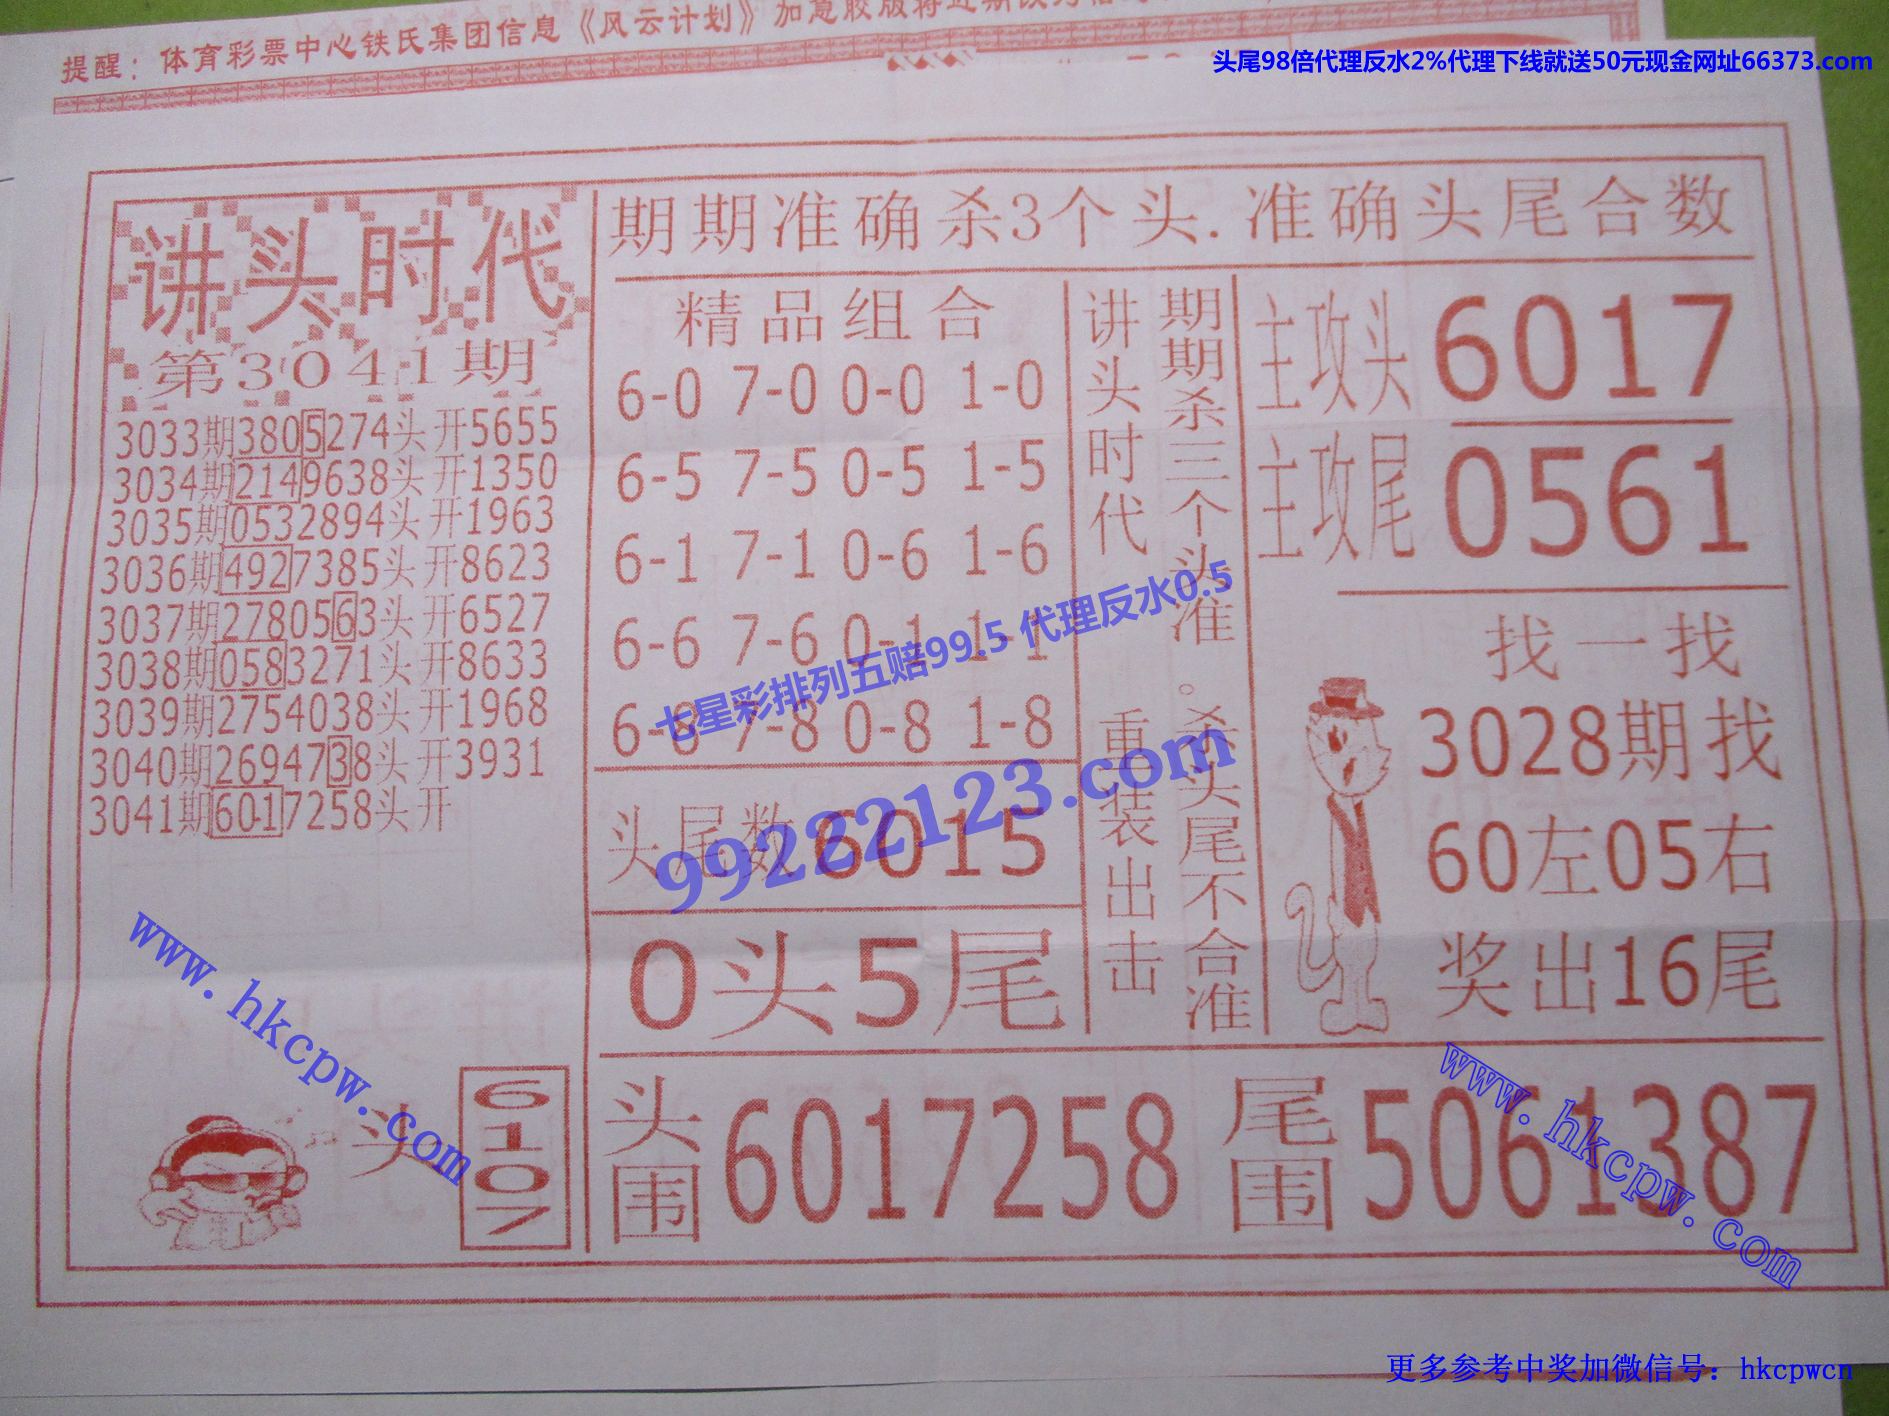 提醒：体育彩票中心铁氏集团信息《风云计划》
头尾98倍代理反水2%代理下线就送50元现金网址66373.com
讲头时代
第3041期
3033期3805274头开5655
3034期2149638头开1350
3035期0532894头开1963
3036期4927385头开8623
3037期2780563头开6527
3038期0583271头开8633
3039期2754038头开1968
3040期2694738头开3931
3041期6017258头开
头
6107
期期准确杀3个头.准确头尾合数
精品组合
6-0 7-0 0-0 1-0
6-5 7-5 0-5 1-5
6-1 7-1 0-6 1-6
6-6 7-6 0-1 1-1
6-8 7-8 0-8 1-8
头尾数6015
0头5尾
讲头时代 重装出击
期期杀三个头准。杀头尾不合准
主攻头 6017
主攻尾 0561
找一找
3028期找
60左05右
奖出16尾
头围 6017258 尾围 5061387
七星彩排列五赔99.5 代理反水0.5
99222123.com
www.hkcpw.com
www.hkcpw.com
更多参考中奖加微信号：hkcpwcn